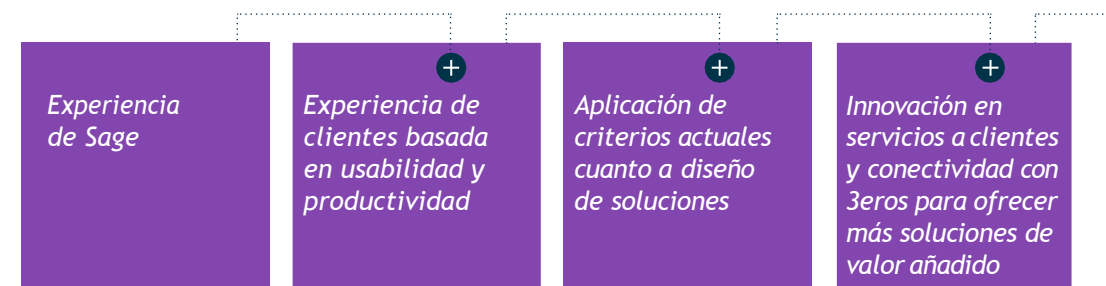 Experiencia
de Sage
+
Experiencia de
clientes basada
en usabilidad y
productividad
+
Aplicación de
criterios actuales
cuanto a diseño
de soluciones
+
Innovación en
servicios a clientes
y conectividad con
3eros para ofrecer
más soluciones de
valor añadido